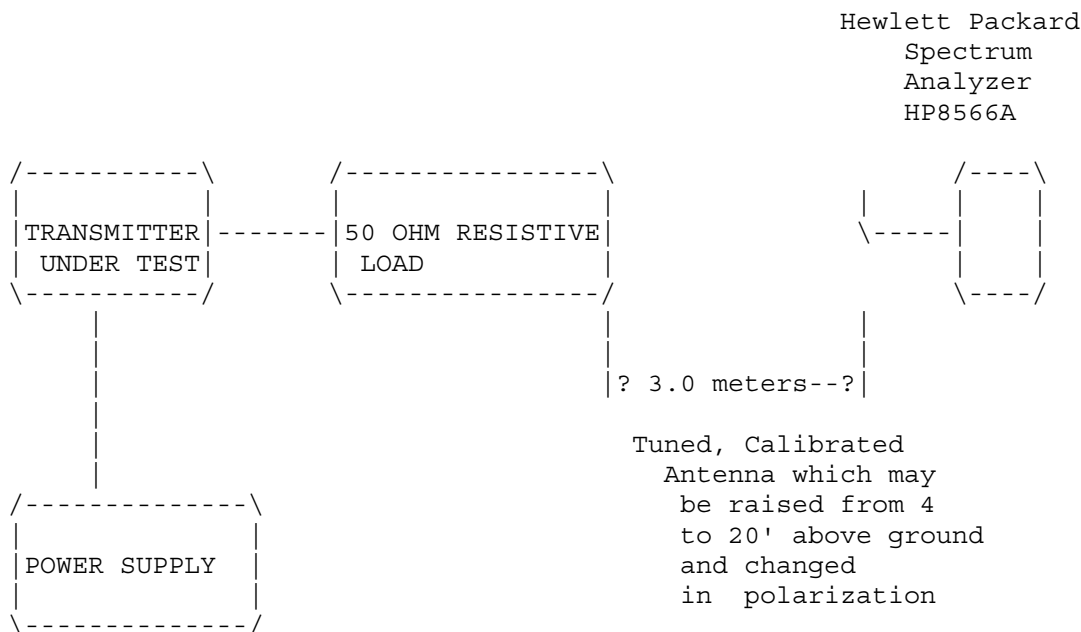 Hewlett Packard
Spectrum
Analyzer
HP8566A
TRANSMITTER
UNDER TEST
50 OHM RESISTIVE
LOAD
? 3.0 meters--?
Tuned, Calibrated
Antenna which may
be raised from 4
to 20' above ground
and changed
in polarization
POWER SUPPLY